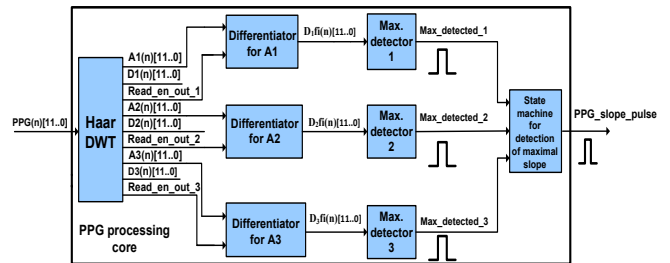 PPG(n)[11..0]
Haar
DWT
A1(n)[11..0]
D1(n)[11..0]
Read_en_out_1
A2(n)[11..0]
D2(n)[11..0]
Read_en_out_2
A3(n)[11..0]
D3(n)[11..0]
Read_en_out_3
Differentiator
for A1
D₁fi(n)[11..0]
Max.
detector
1
Max_detected_1
Differentiator
for A2
D₂fi(n)[11..0]
Max.
detector
2
Max_detected_2
Differentiator
for A3
D₃fi(n)[11..0]
Max.
detector
3
Max_detected_3
State
machine
for
detection
of maximal
slope
PPG_slope_pulse
PPG processing
core